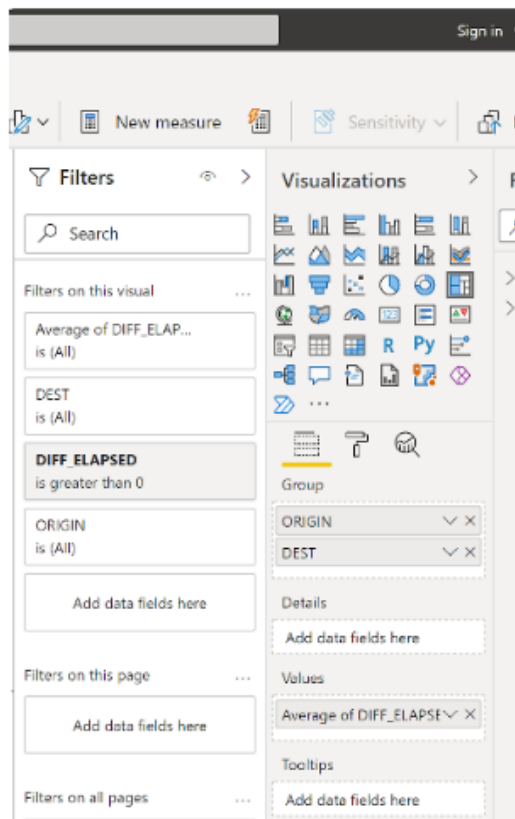 Sign in
New measure
Sensitivity
Filters
Search
Filters on this visual
...
Average of DIFF_ELAP...
is (All)
DEST
is (All)
DIFF_ELAPSED
is greater than 0
ORIGIN
is (All)
Add data fields here
Filters on this page
...
Add data fields here
Filters on all pages
...
Visualizations
123
R
Py
...
Group
ORIGIN
DEST
Details
Add data fields here
Values
Average of DIFF_ELAPSE
Tooltips
Add data fields here